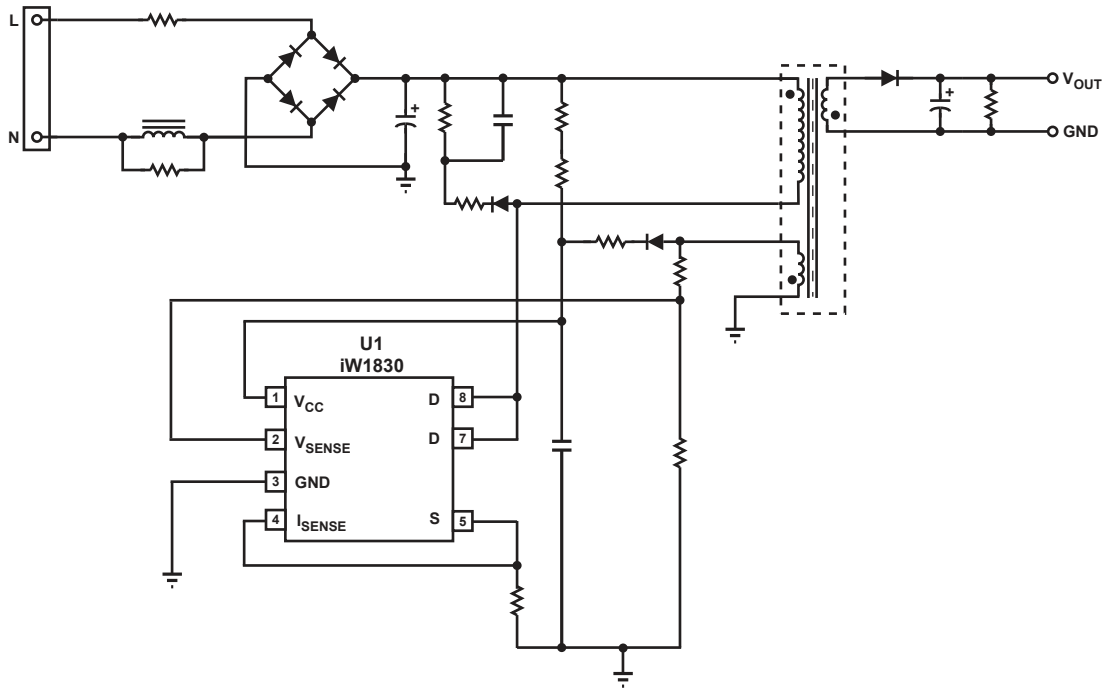 L
N
V_OUT
GND
+
+
U1
iW1830
1 V_CC
2 V_SENSE
3 GND
4 I_SENSE
D 8
D 7
S 5